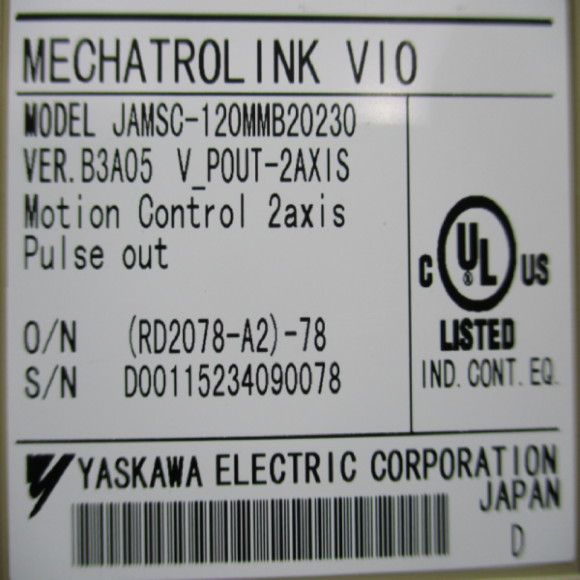 MECHATROLINK VIO
MODEL JAMSC-120MMB20230
VER.B3A05 V_POUT-2AXIS
Motion Control 2axis
Pulse out
O/N (RD2078-A2)-78
S/N D00115234090078
C UL US
®
LISTED
IND. CONT. EQ.
YASKAWA ELECTRIC CORPORATION
JAPAN
D